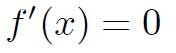 f′(x) = 0